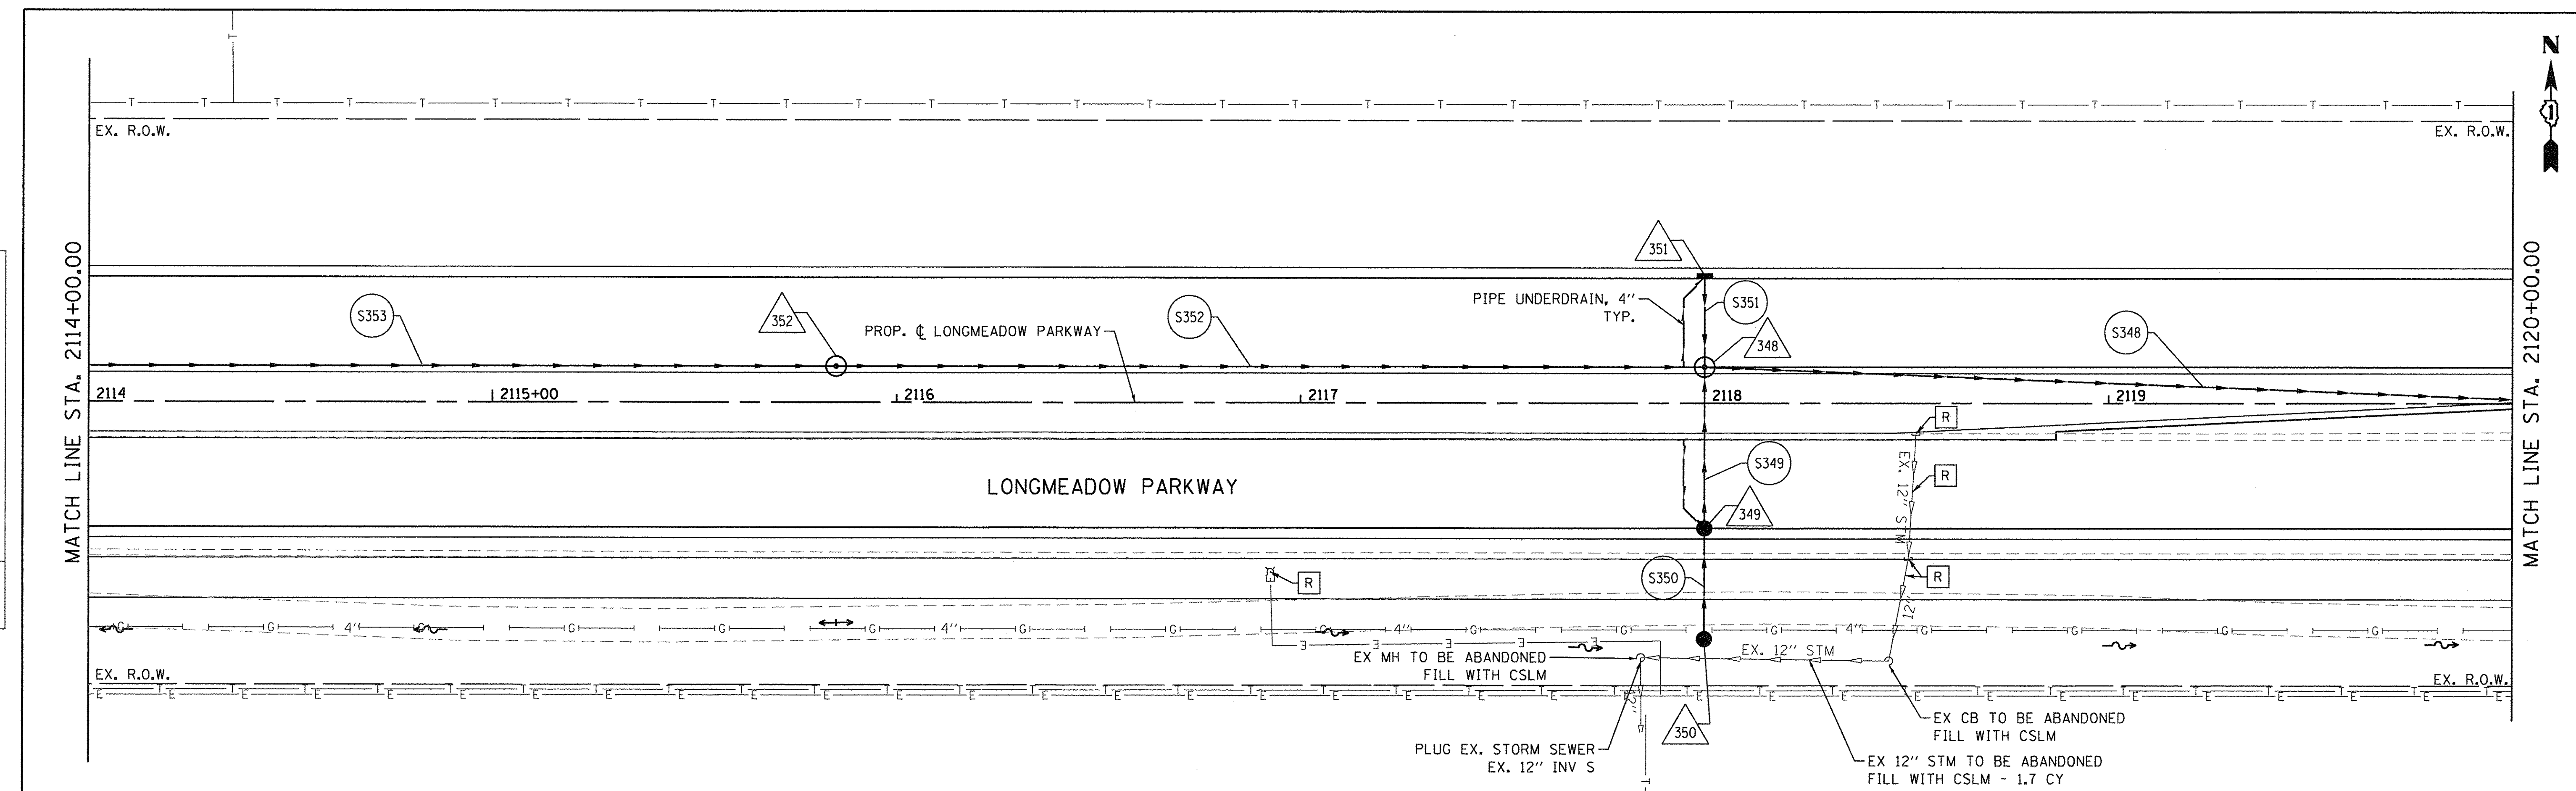 N
1
T
T T T T T T T T T T T T T T T T T T T T T T T T T T T T T T T T T
EX. R.O.W.
EX. R.O.W.
MATCH LINE STA. 2114+00.00
MATCH LINE STA. 2120+00.00
351
PIPE UNDERDRAIN, 4"
TYP.
S351
S353
352
PROP. ℄ LONGMEADOW PARKWAY
S352
348
S348
2114
2115+00
2116
2117
2118
2119
R
S349
EX. 12" STM
R
LONGMEADOW PARKWAY
349
S350
R
R
12"
G G 4" G G G G 4" G G G 4" G G G 4" G G G G
E E E E E
EX MH TO BE ABANDONED
FILL WITH CSLM
EX. 12" STM
EX. R.O.W.
EX. R.O.W.
12"
350
EX CB TO BE ABANDONED
FILL WITH CSLM
PLUG EX. STORM SEWER
EX. 12" INV S
EX 12" STM TO BE ABANDONED
FILL WITH CSLM - 1.7 CY
T